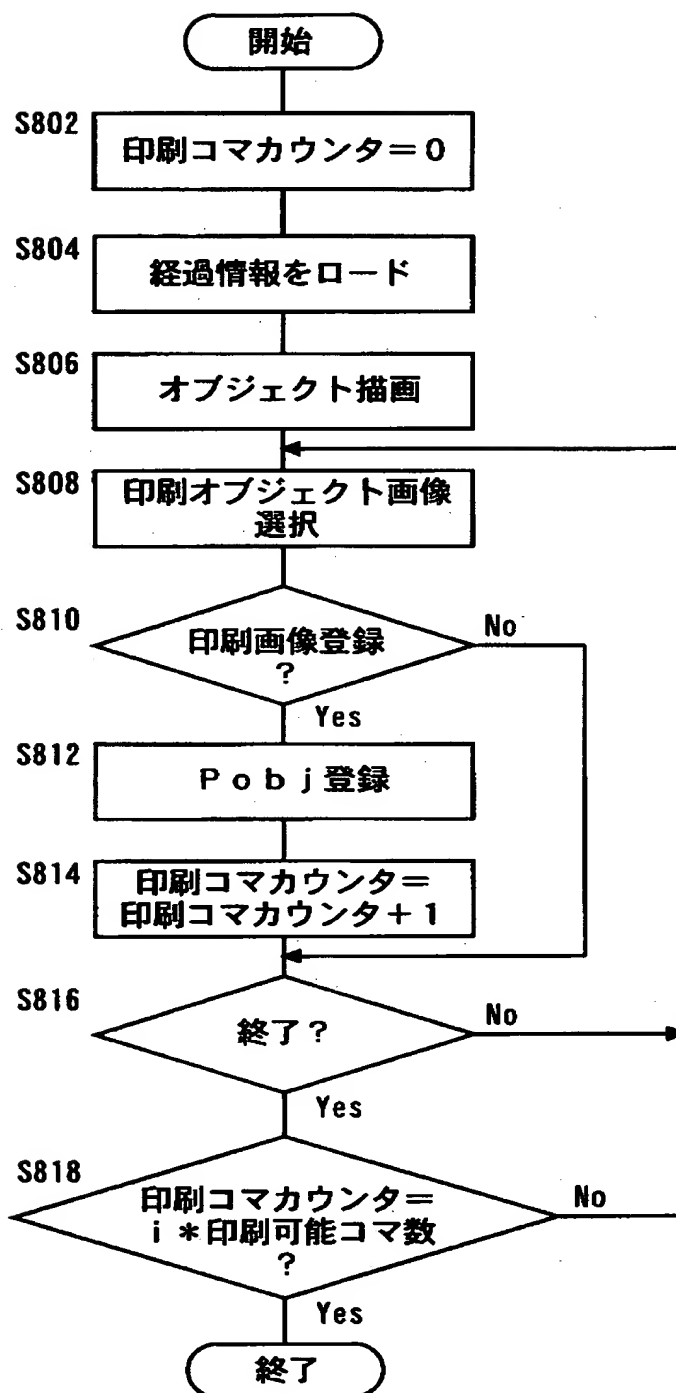 開始
S802
印刷コマカウンタ＝０
S804
経過情報をロード
S806
オブジェクト描画
S808
印刷オブジェクト画像
選択
S810
印刷画像登録
？
No
Yes
S812
Ｐｏｂｊ登録
S814
印刷コマカウンタ＝
印刷コマカウンタ＋１
S816
終了？
No
Yes
S818
印刷コマカウンタ＝
ｉ＊印刷可能コマ数
？
No
Yes
終了